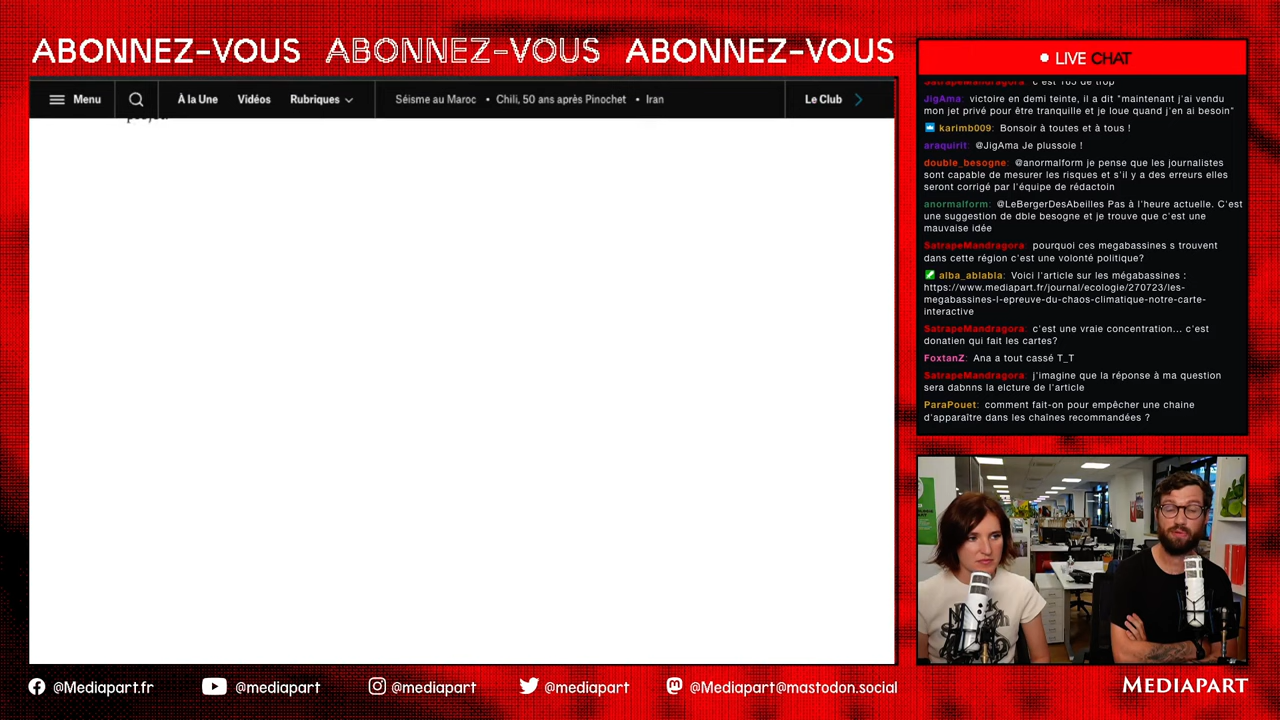 ABONNEZ-VOUS ABONNEZ-VOUS ABONNEZ-VOUS
Menu À la Une Vidéos Rubriques Séisme au Maroc • Chili, 50 ans après Pinochet • Iran Le Club
LIVE CHAT
SatrapeMandragora: c'est 165 de trop
JigAma: victoire en demi teinte, il a dit "maintenant j'ai vendu
mon jet privé pour être tranquille et je loue quand j'en ai besoin"
karimb009: Bonsoir à toutes et à tous !
araquirit: @JigAma Je plussoie !
double_besogne: @anormalform je pense que les journalistes
sont capable de mesurer les risques et s'il y a des erreurs elles
seront corrigé par l'équipe de rédactoin
anormalform: @LeBergerDesAbeilles Pas à l'heure actuelle. C'est
une suggestion de dble besogne et je trouve que c'est une
mauvaise idée
SatrapeMandragora: pourquoi ces megabassines s trouvent
dans cette région c'est une volonté politique?
alba_ablabla: Voici l'article sur les mégabassines :
https://www.mediapart.fr/journal/ecologie/270723/les-
megabassines-l-epreuve-du-chaos-climatique-notre-carte-
interactive
SatrapeMandragora: c'est une vraie concentration... c'est
donatien qui fait les cartes?
FoxtanZ: Ana a tout cassé T_T
SatrapeMandragora: j'imagine que la réponse à ma question
sera dabnns la elcture de l'article
ParaPouet: comment fait-on pour empêcher une chaine
d'apparaître dans les chaînes recommandées ?
@Mediapart.fr @mediapart @mediapart @mediapart @Mediapart@mastodon.social MEDIAPART